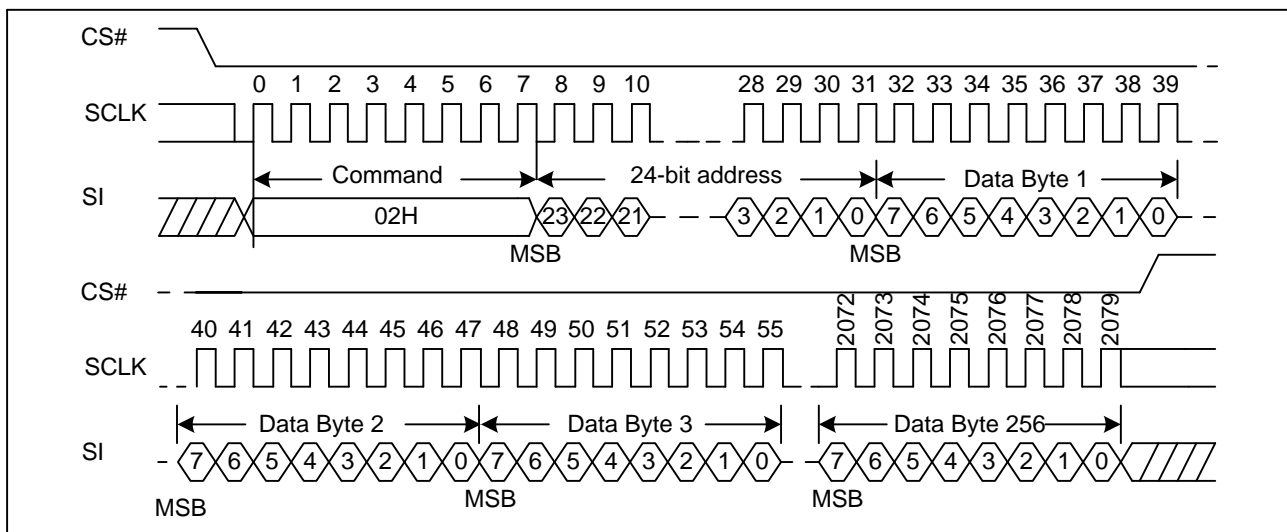 CS#
0 1 2 3 4 5 6 7 8 9 10 28 29 30 31 32 33 34 35 36 37 38 39
SCLK
Command 24-bit address Data Byte 1
SI
02H 23 22 21 3 2 1 0 7 6 5 4 3 2 1 0
MSB MSB
CS#
40 41 42 43 44 45 46 47 48 49 50 51 52 53 54 55 2072 2073 2074 2075 2076 2077 2078 2079
SCLK
Data Byte 2 Data Byte 3 Data Byte 256
SI
7 6 5 4 3 2 1 0 7 6 5 4 3 2 1 0 7 6 5 4 3 2 1 0
MSB MSB MSB